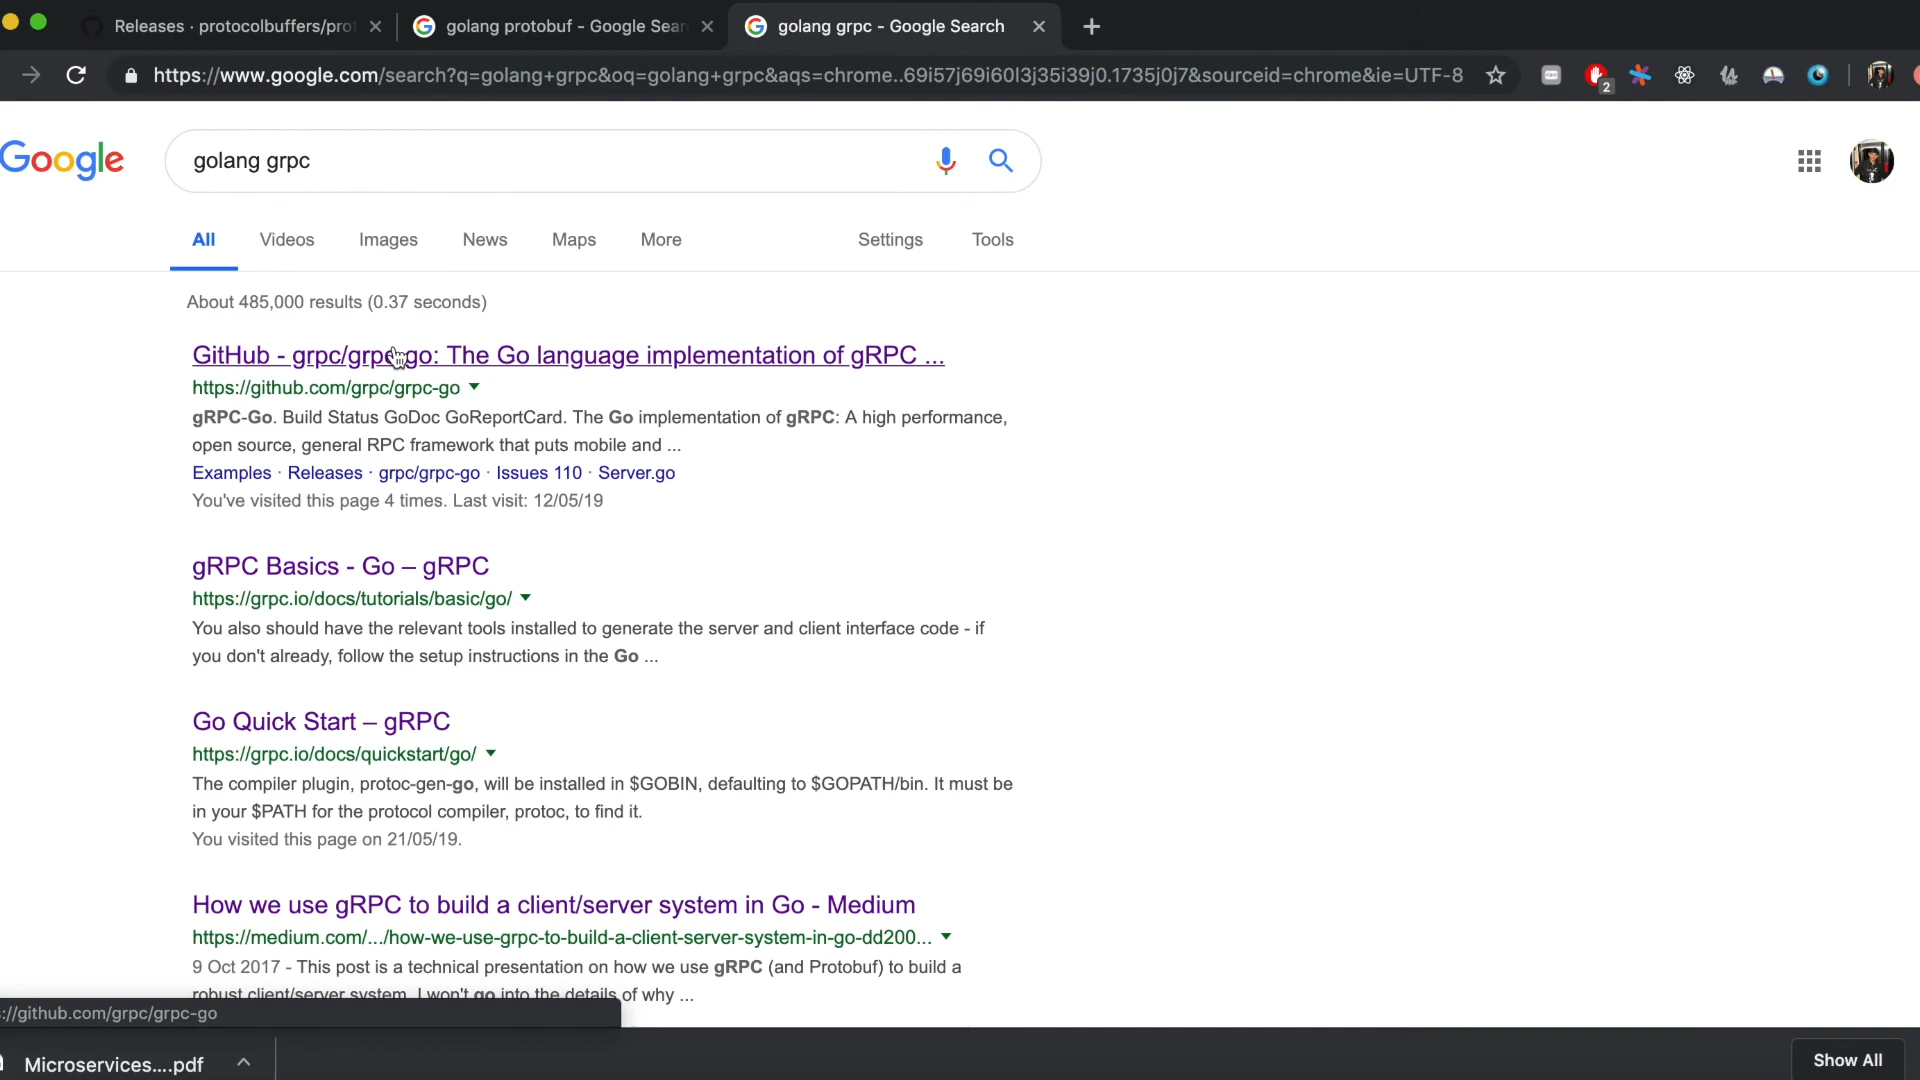 Releases · protocolbuffers/prot
golang protobuf - Google Sear
golang grpc - Google Search
https://www.google.com/search?q=golang+grpc&oq=golang+grpc&aqs=chrome..69i57j69i60l3j35i39j0.1735j0j7&sourceid=chrome&ie=UTF-8
2
Google
golang grpc
All Videos Images News Maps More Settings Tools
About 485,000 results (0.37 seconds)
GitHub - grpc/grpc-go: The Go language implementation of gRPC ...
https://github.com/grpc/grpc-go
gRPC-Go. Build Status GoDoc GoReportCard. The Go implementation of gRPC: A high performance,
open source, general RPC framework that puts mobile and ...
Examples · Releases · grpc/grpc-go · Issues 110 · Server.go
You've visited this page 4 times. Last visit: 12/05/19
gRPC Basics - Go – gRPC
https://grpc.io/docs/tutorials/basic/go/
You also should have the relevant tools installed to generate the server and client interface code - if
you don't already, follow the setup instructions in the Go ...
Go Quick Start – gRPC
https://grpc.io/docs/quickstart/go/
The compiler plugin, protoc-gen-go, will be installed in $GOBIN, defaulting to $GOPATH/bin. It must be
in your $PATH for the protocol compiler, protoc, to find it.
You visited this page on 21/05/19.
How we use gRPC to build a client/server system in Go - Medium
https://medium.com/.../how-we-use-grpc-to-build-a-client-server-system-in-go-dd200...
9 Oct 2017 - This post is a technical presentation on how we use gRPC (and Protobuf) to build a
robust client/server system. I won't go into the details of why ...
://github.com/grpc/grpc-go
Microservices....pdf
Show All